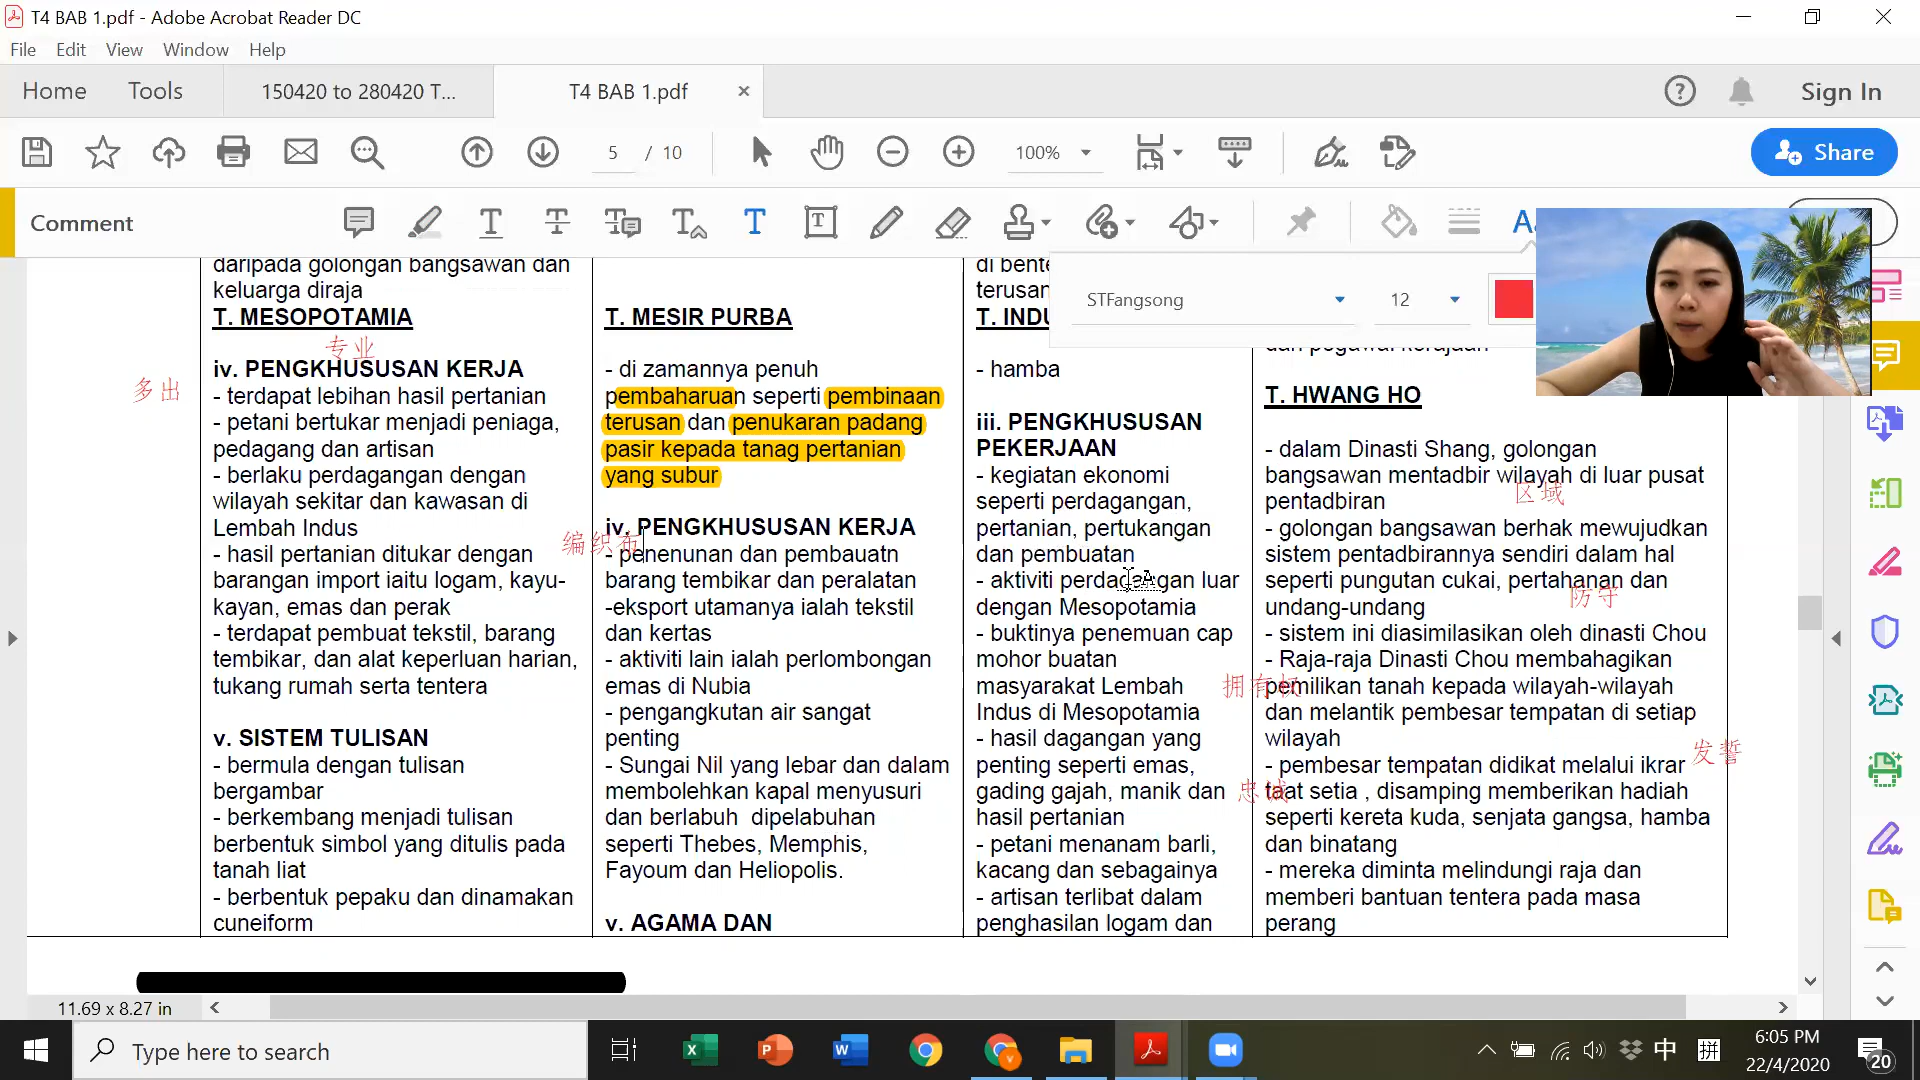 T4 BAB 1.pdf - Adobe Acrobat Reader DC
File Edit View Window Help
Home Tools 150420 to 280420 T... T4 BAB 1.pdf Sign In
5 / 10 100% Share
Comment
STFangsong 12
daripada golongan bangsawan dan
keluarga diraja
T. MESOPOTAMIA
专业
iv. PENGKHUSUSAN KERJA
多出
- terdapat lebihan hasil pertanian
- petani bertukar menjadi peniaga,
pedagang dan artisan
- berlaku perdagangan dengan
wilayah sekitar dan kawasan di
Lembah Indus
- hasil pertanian ditukar dengan
barangan import iaitu logam, kayu-
kayan, emas dan perak
- terdapat pembuat tekstil, barang
tembikar, dan alat keperluan harian,
tukang rumah serta tentera
v. SISTEM TULISAN
- bermula dengan tulisan
bergambar
- berkembang menjadi tulisan
berbentuk simbol yang ditulis pada
tanah liat
- berbentuk pepaku dan dinamakan
cuneiform
T. MESIR PURBA
- di zamannya penuh
pembaharuan seperti pembinaan
terusan dan penukaran padang
pasir kepada tanag pertanian
yang subur
iv. PENGKHUSUSAN KERJA
编织布
- penenunan dan pembauatn
barang tembikar dan peralatan
-eksport utamanya ialah tekstil
dan kertas
- aktiviti lain ialah perlombongan
emas di Nubia
- pengangkutan air sangat
penting
- Sungai Nil yang lebar dan dalam
membolehkan kapal menyusuri
dan berlabuh dipelabuhan
seperti Thebes, Memphis,
Fayoum dan Heliopolis.
v. AGAMA DAN
di bente
terusan
T. INDU
- hamba
iii. PENGKHUSUSAN
PEKERJAAN
- kegiatan ekonomi
seperti perdagangan,
pertanian, pertukangan
dan pembuatan
- aktiviti perdagangan luar
dengan Mesopotamia
- buktinya penemuan cap
mohor buatan
masyarakat Lembah
Indus di Mesopotamia
- hasil dagangan yang
penting seperti emas,
gading gajah, manik dan
hasil pertanian
- petani menanam barli,
kacang dan sebagainya
- artisan terlibat dalam
penghasilan logam dan
T. HWANG HO
- dalam Dinasti Shang, golongan
bangsawan mentadbir wilayah di luar pusat
pentadbiran
区域
- golongan bangsawan berhak mewujudkan
sistem pentadbirannya sendiri dalam hal
seperti pungutan cukai, pertahanan dan
防守
undang-undang
- sistem ini diasimilasikan oleh dinasti Chou
- Raja-raja Dinasti Chou membahagikan
拥有权
pemilikan tanah kepada wilayah-wilayah
dan melantik pembesar tempatan di setiap
wilayah
发誓
- pembesar tempatan didikat melalui ikrar
忠诚
taat setia , disamping memberikan hadiah
seperti kereta kuda, senjata gangsa, hamba
dan binatang
- mereka diminta melindungi raja dan
memberi bantuan tentera pada masa
perang
11.69 x 8.27 in
Type here to search
中 拼
6:05 PM
22/4/2020
20